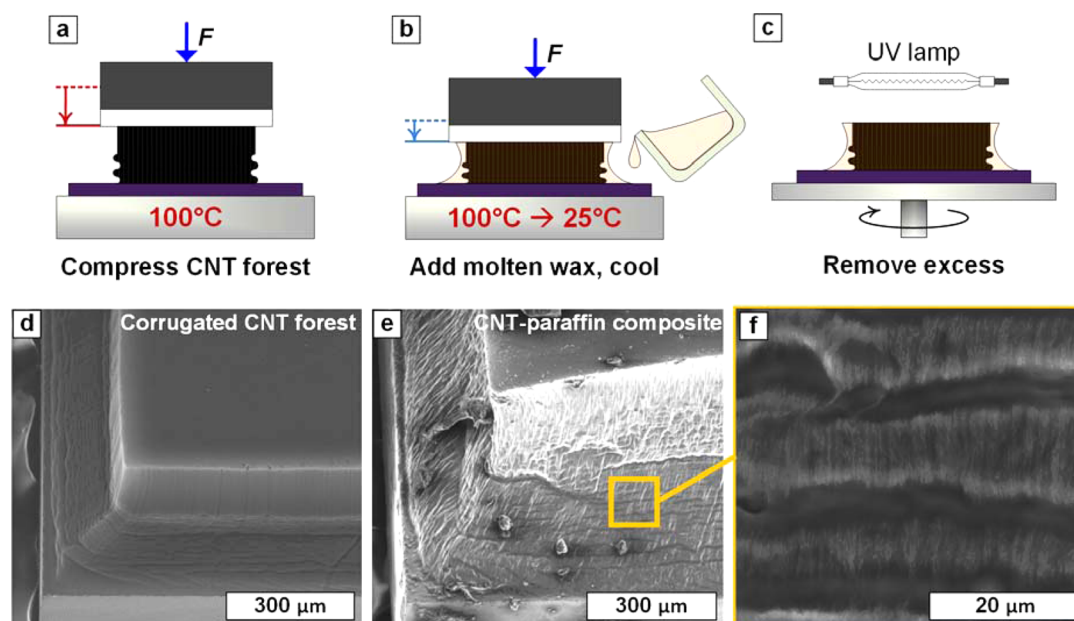 a
F
100°C
Compress CNT forest
b
F
100°C → 25°C
Add molten wax, cool
c
UV lamp
Remove excess
d
Corrugated CNT forest
300 µm
e
CNT-paraffin composite
300 µm
f
20 µm